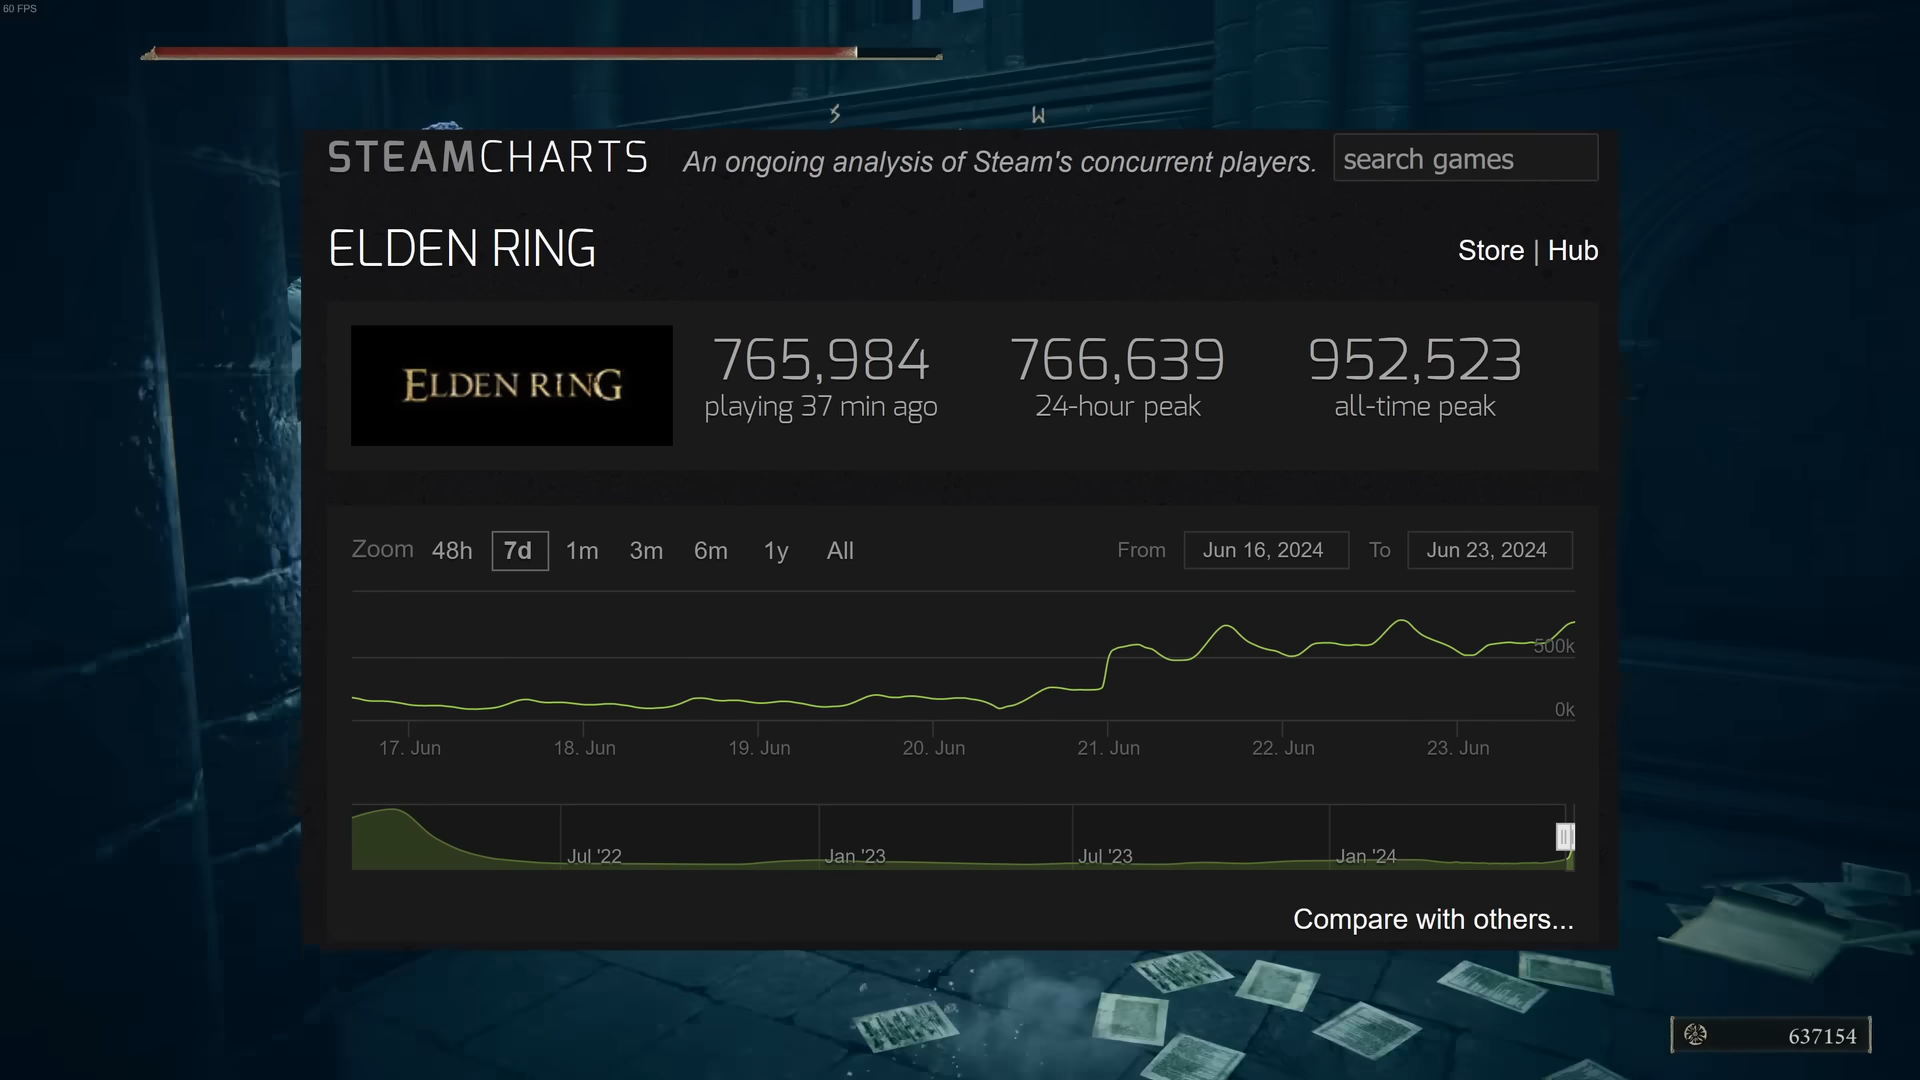 60 FPS
S W
STEAMCHARTS An ongoing analysis of Steam's concurrent players. search games
ELDEN RING Store | Hub
ELDEN RING
765,984 766,639 952,523
playing 37 min ago 24-hour peak all-time peak
Zoom 48h 7d 1m 3m 6m 1y All From Jun 16, 2024 To Jun 23, 2024
500k
0k
17. Jun 18. Jun 19. Jun 20. Jun 21. Jun 22. Jun 23. Jun
Jul '22 Jan '23 Jul '23 Jan '24
Compare with others...
637154